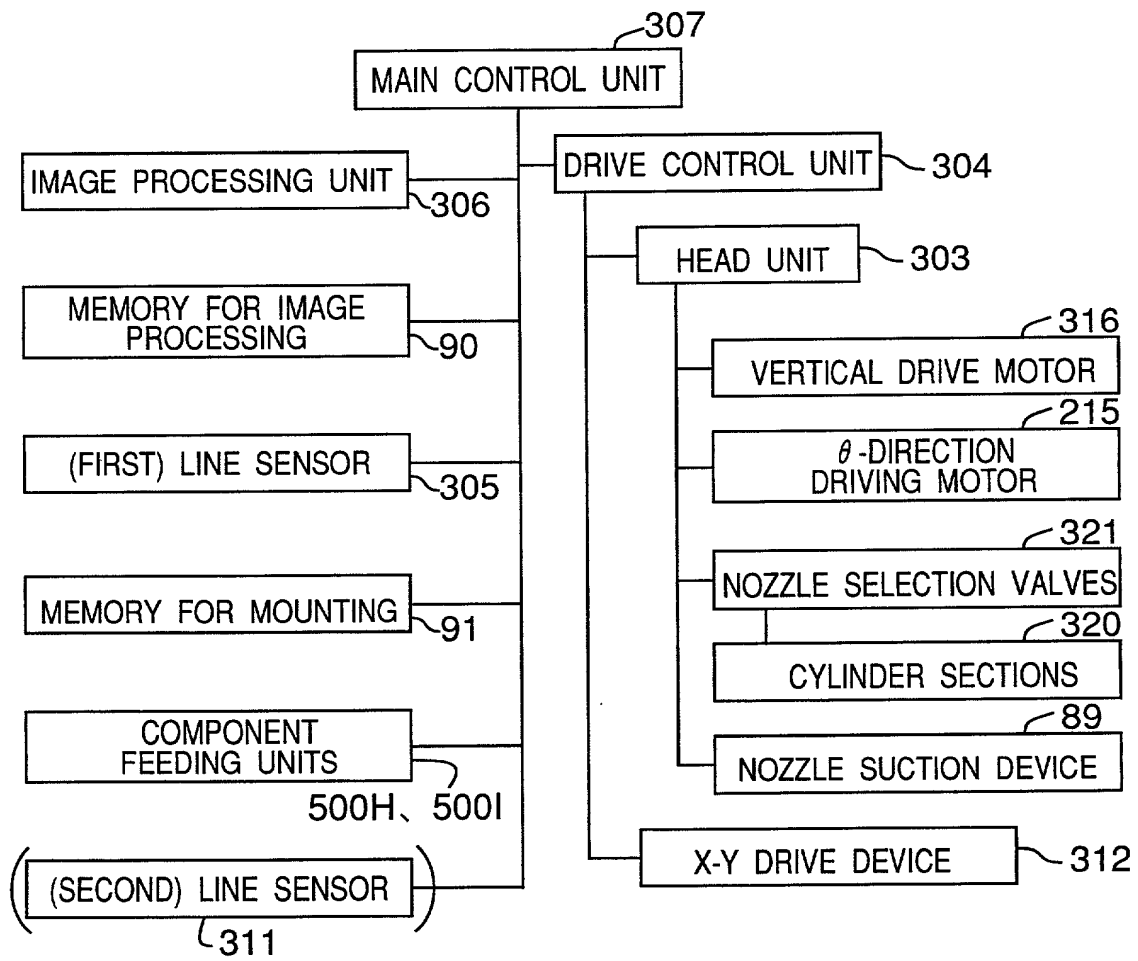 307
MAIN CONTROL UNIT
IMAGE PROCESSING UNIT
306
DRIVE CONTROL UNIT
304
HEAD UNIT
303
MEMORY FOR IMAGE
PROCESSING
90
316
VERTICAL DRIVE MOTOR
215
θ-DIRECTION
DRIVING MOTOR
(FIRST) LINE SENSOR
305
321
NOZZLE SELECTION VALVES
MEMORY FOR MOUNTING
91
320
CYLINDER SECTIONS
COMPONENT
FEEDING UNITS
500H、500I
89
NOZZLE SUCTION DEVICE
X-Y DRIVE DEVICE
312
((SECOND) LINE SENSOR)
311